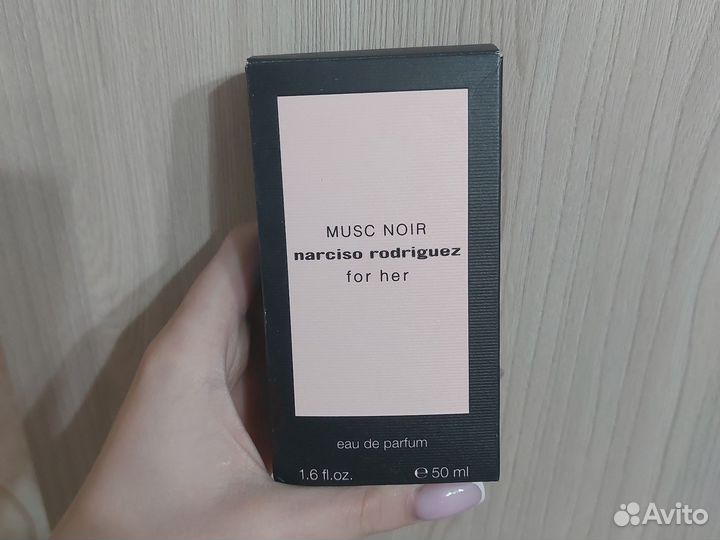 MUSC NOIR
narciso rodriguez
for her
eau de parfum
1.6 fl.oz. ℮ 50 ml
Avito